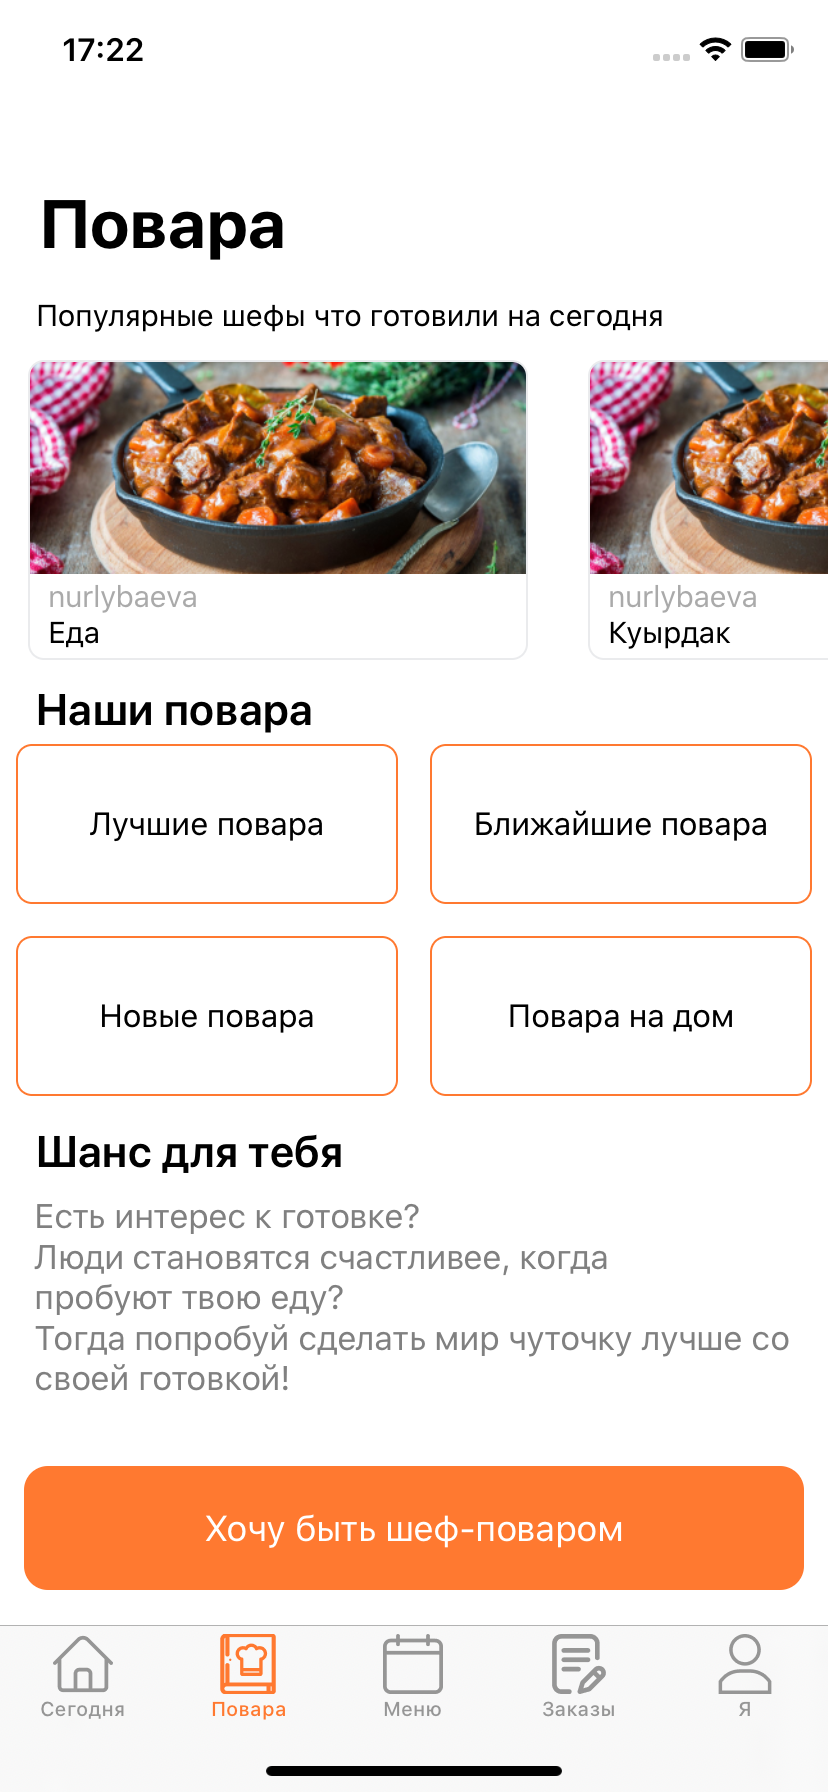 17:22
Повара
Популярные шефы что готовили на сегодня
nurlybaeva
Еда
nurlybaeva
Куырдак
Наши повара
Лучшие повара
Ближайшие повара
Новые повара
Повара на дом
Шанс для тебя
Есть интерес к готовке?
Люди становятся счастливее, когда
пробуют твою еду?
Тогда попробуй сделать мир чуточку лучше со
своей готовкой!
Хочу быть шеф-поваром
Сегодня
Повара
Меню
Заказы
Я